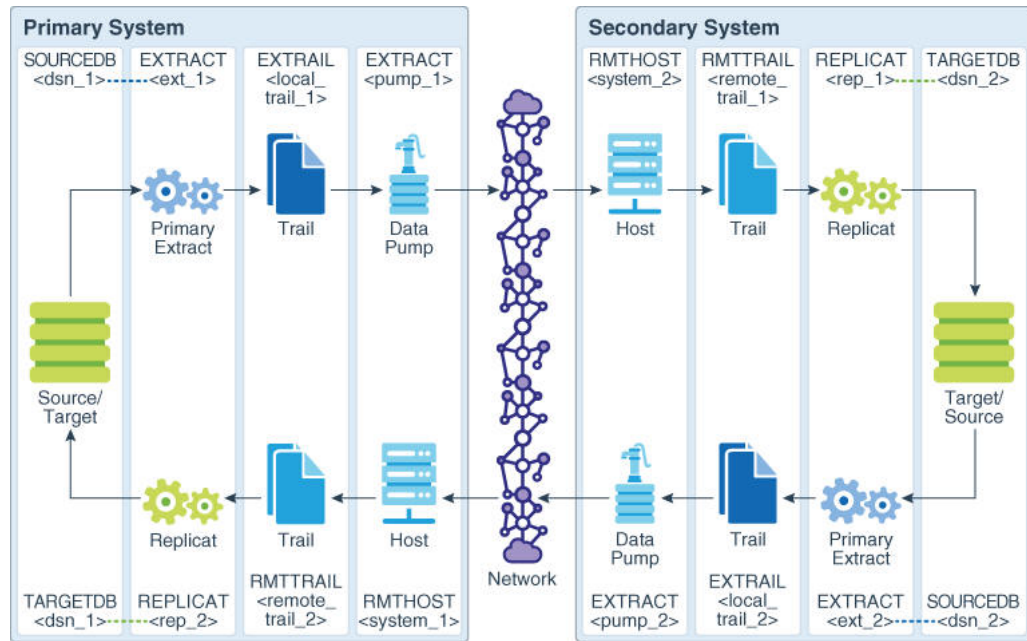 Primary System
SOURCEDB
<dsn_1>
EXTRACT
<ext_1>
EXTRAIL
<local_
trail_1>
EXTRACT
<pump_1>
Primary
Extract
Trail
Data
Pump
Source/
Target
Replicat
Trail
Host
TARGETDB
<dsn_1>
REPLICAT
<rep_2>
RMTTRAIL
<remote_
trail_2>
RMTHOST
<system_1>
Network
Secondary System
RMTHOST
<system_2>
RMTTRAIL
<remote_
trail_1>
REPLICAT
<rep_1>
TARGETDB
<dsn_2>
Host
Trail
Replicat
Target/
Source
Data
Pump
Trail
Primary
Extract
EXTRACT
<pump_2>
EXTRAIL
<local_
trail_2>
EXTRACT
<ext_2>
SOURCEDB
<dsn_2>